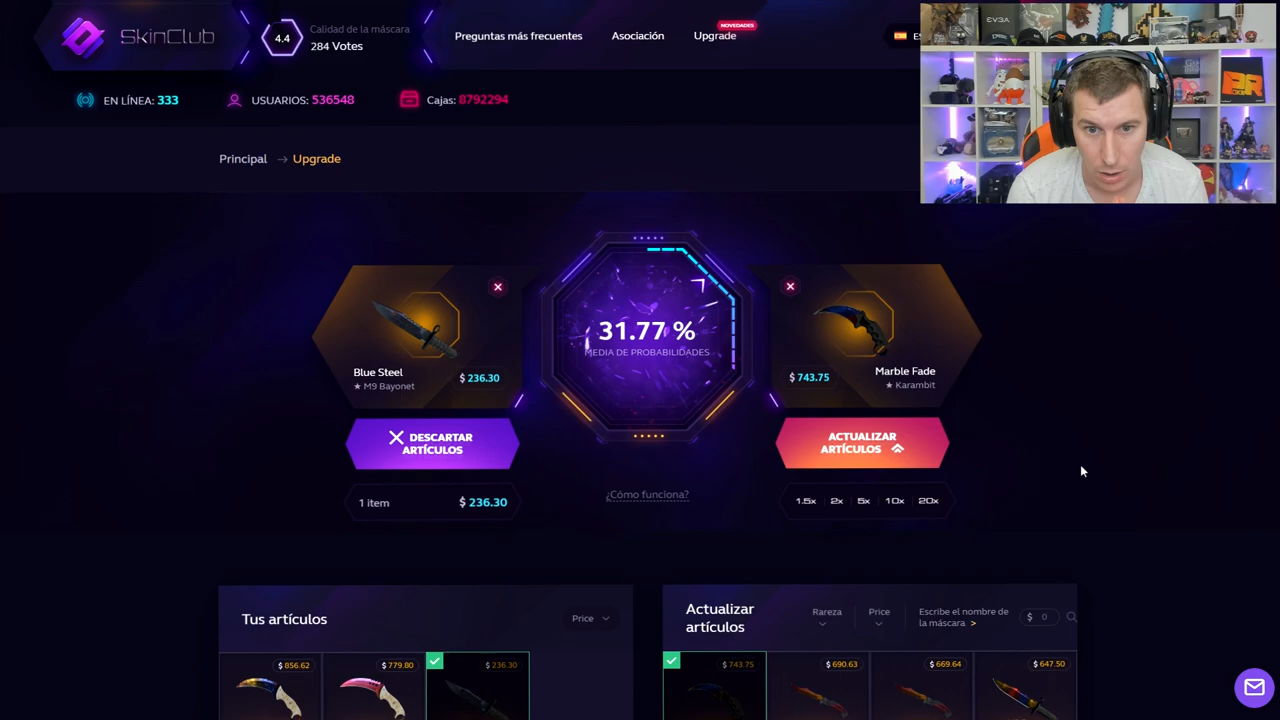 SkinClub
4.4
Calidad de la máscara
284 Votes
Preguntas más frecuentes
Asociación
Upgrade
NOVEDADES
EVGA
EN LÍNEA: 333
USUARIOS: 536548
Cajas: 8792294
Principal → Upgrade
31.77 %
MEDIA DE PROBABILIDADES
Blue Steel
★ M9 Bayonet
$ 236.30
$ 743.75
Marble Fade
★ Karambit
DESCARTAR
ARTÍCULOS
ACTUALIZAR
ARTÍCULOS
1 item
$ 236.30
¿Cómo funciona?
1.5x
2x
5x
10x
20x
Tus artículos
Price
Actualizar
artículos
Rareza
Price
Escribe el nombre de
la máscara >
$ 0
$ 856.62
$ 779.80
$ 236.30
$ 743.75
$ 690.63
$ 669.64
$ 647.50